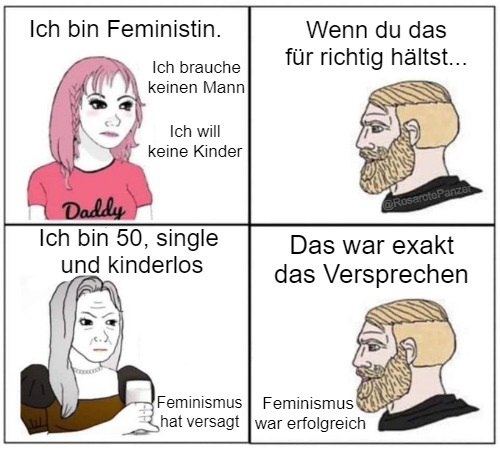 Ich bin Feministin.
Ich brauche
keinen Mann
Ich will
keine Kinder
Daddy
Wenn du das
für richtig hältst...
@RosarotePanzer
Ich bin 50, single
und kinderlos
Feminismus
hat versagt
Das war exakt
das Versprechen
Feminismus
war erfolgreich